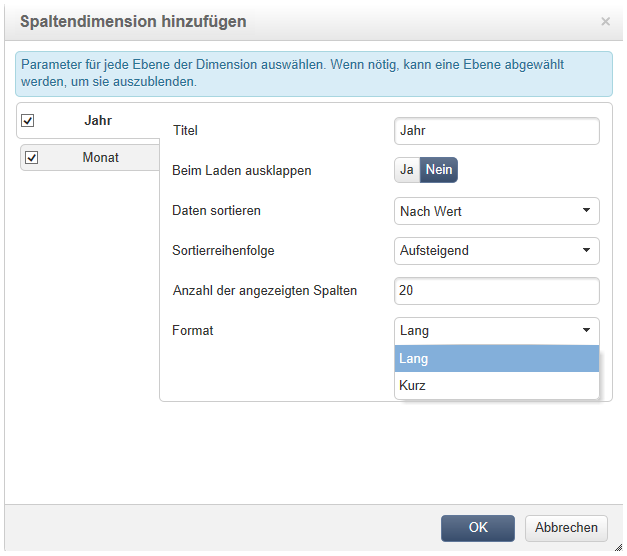 Spaltendimension hinzufügen
×
Parameter für jede Ebene der Dimension auswählen. Wenn nötig, kann eine Ebene abgewählt
werden, um sie auszublenden.
Jahr
Monat
Titel
Jahr
Beim Laden ausklappen
Ja Nein
Daten sortieren
Nach Wert
Sortierreihenfolge
Aufsteigend
Anzahl der angezeigten Spalten
20
Format
Lang
Lang
Kurz
OK
Abbrechen